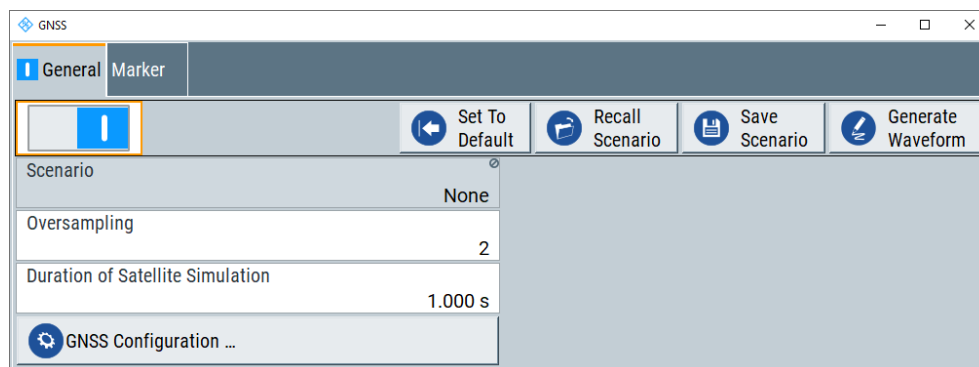 GNSS
General Marker
Set To
Default
Recall
Scenario
Save
Scenario
Generate
Waveform
Scenario
None
Oversampling
2
Duration of Satellite Simulation
1.000 s
GNSS Configuration ...